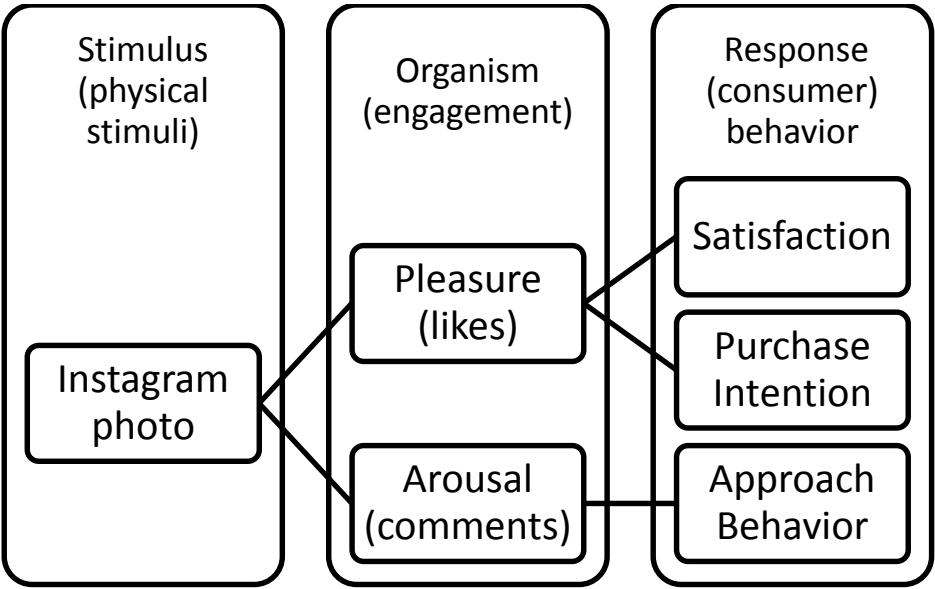 Stimulus
(physical
stimuli)
Instagram
photo
Organism
(engagement)
Pleasure
(likes)
Arousal
(comments)
Response
(consumer)
behavior
Satisfaction
Purchase
Intention
Approach
Behavior